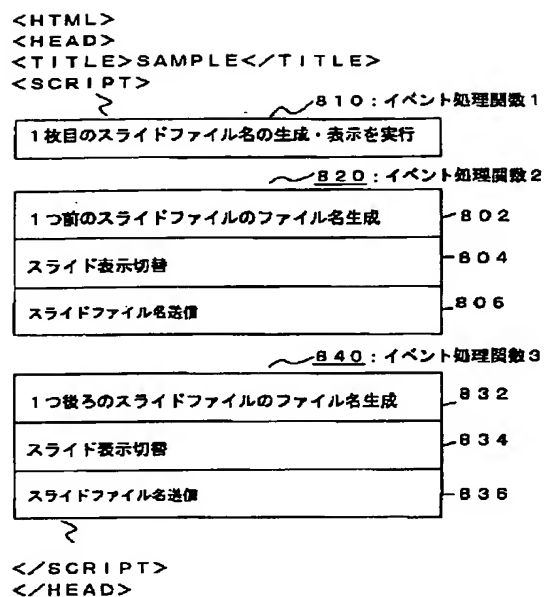 ＜ＨＴＭＬ＞
＜ＨＥＡＤ＞
＜ＴＩＴＬＥ＞ＳＡＭＰＬＥ＜／ＴＩＴＬＥ＞
＜ＳＣＲＩＰＴ＞
８１０：イベント処理関数１
１枚目のスライドファイル名の生成・表示を実行
８２０：イベント処理関数２
１つ前のスライドファイルのファイル名生成 ８０２
スライド表示切替 ８０４
スライドファイル名送信 ８０６
８４０：イベント処理関数３
１つ後ろのスライドファイルのファイル名生成 ８３２
スライド表示切替 ８３４
スライドファイル名送信 ８３６
＜／ＳＣＲＩＰＴ＞
＜／ＨＥＡＤ＞